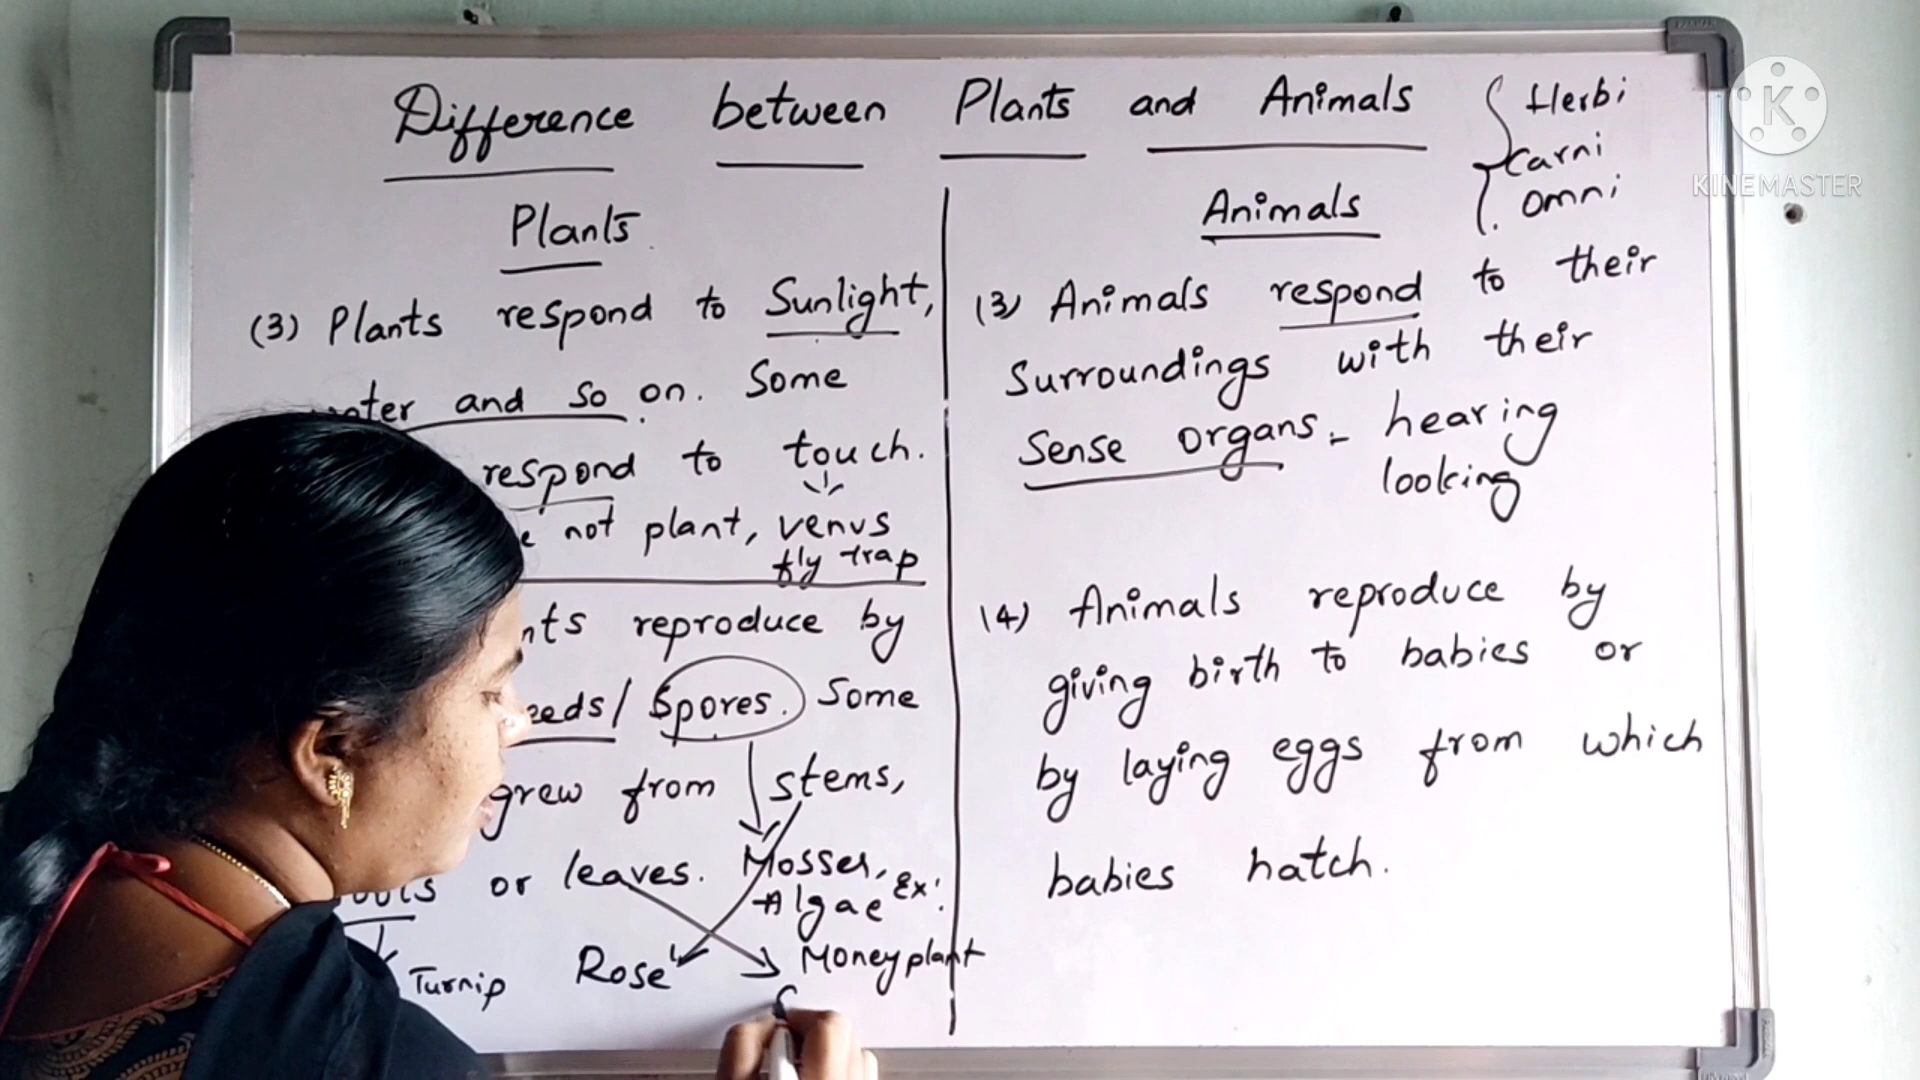 Difference between Plants and Animals
Herbi
Carni
Omni
Plants
(3) Plants respond to Sunlight,
and so on. Some
respond to touch.
not plant, venus
fly trap
reproduce by
/ Spores. Some
grew from stems,
or leaves. Mosses,
Algae Ex:
Turnip Rose Moneyplant
Animals
(3) Animals respond to their
Surroundings with their
Sense organs - hearing
looking
(4) Animals reproduce by
giving birth to babies or
by laying eggs from which
babies hatch.
K
KINEMASTER